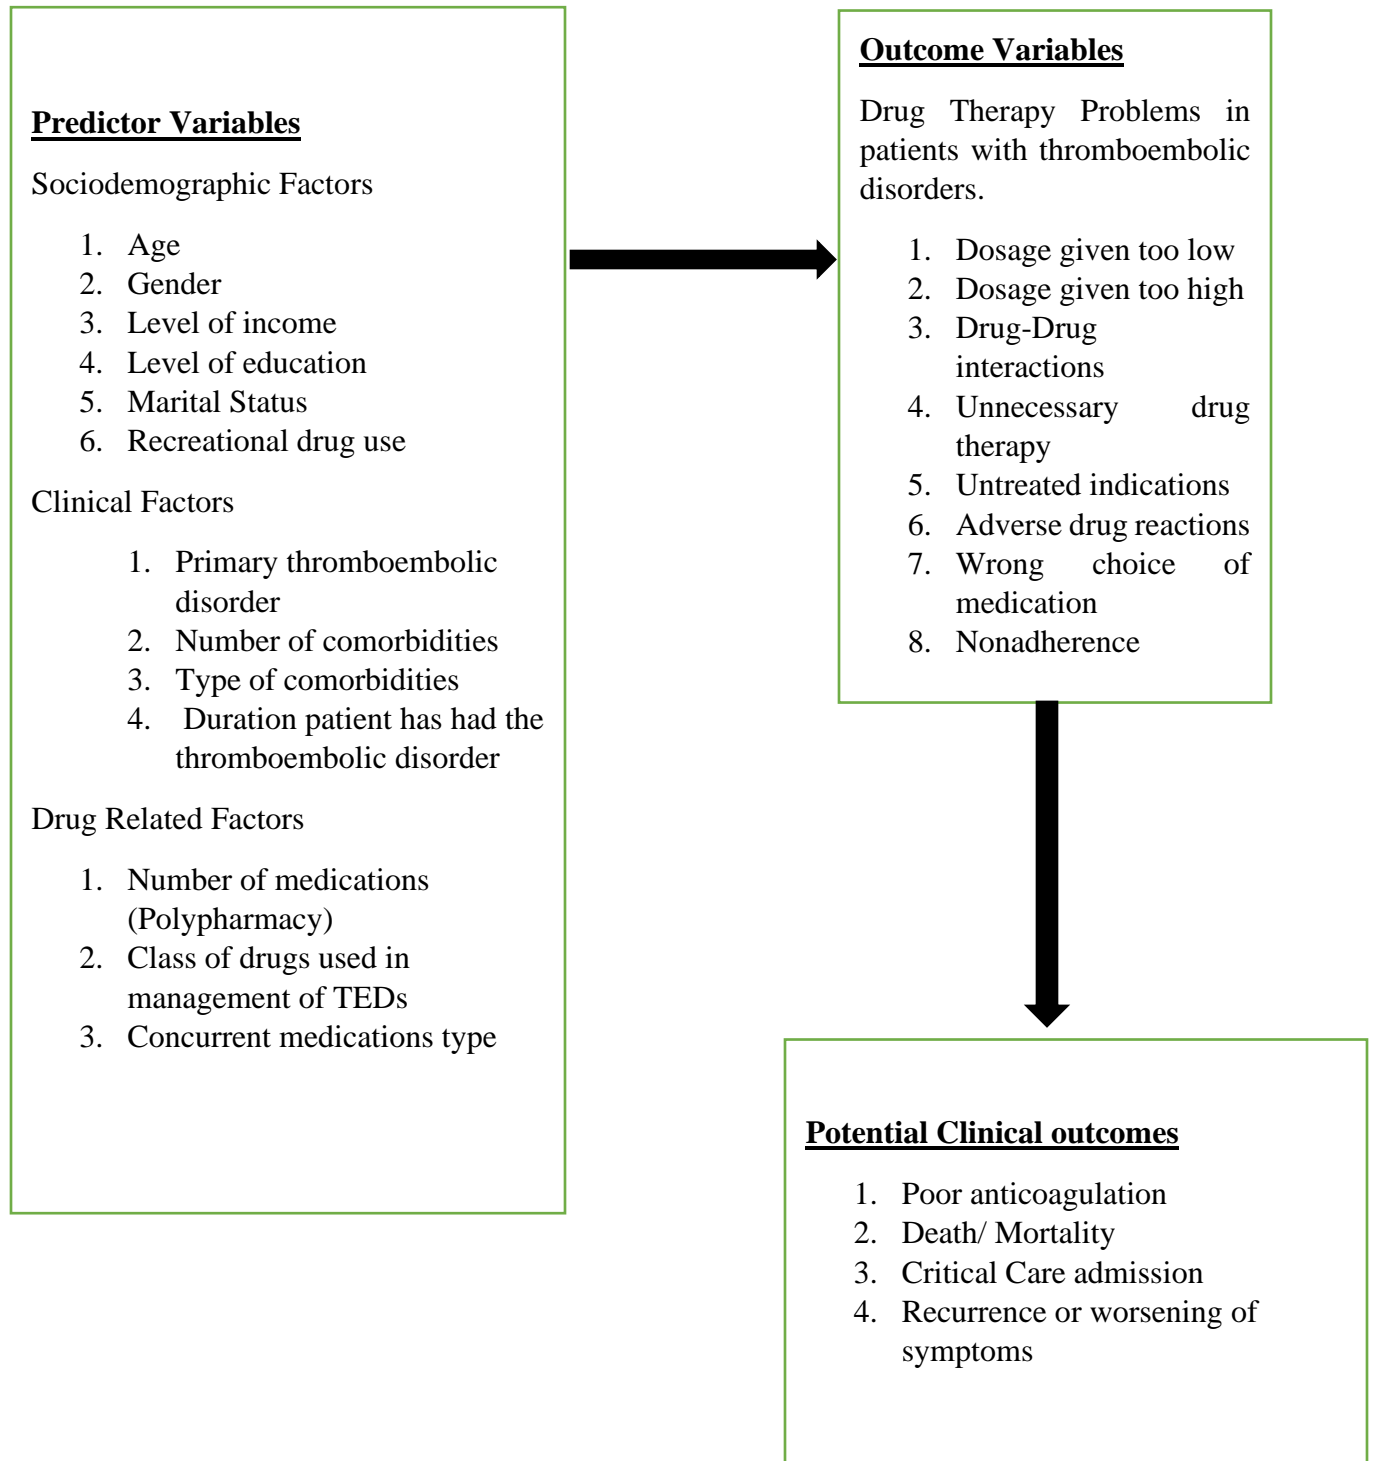 Predictor Variables
Sociodemographic Factors
1. Age
2. Gender
3. Level of income
4. Level of education
5. Marital Status
6. Recreational drug use
Clinical Factors
1. Primary thromboembolic
disorder
2. Number of comorbidities
3. Type of comorbidities
4. Duration patient has had the
thromboembolic disorder
Drug Related Factors
1. Number of medications
(Polypharmacy)
2. Class of drugs used in
management of TEDs
3. Concurrent medications type
Outcome Variables
Drug Therapy Problems in
patients with thromboembolic
disorders.
1. Dosage given too low
2. Dosage given too high
3. Drug-Drug
interactions
4. Unnecessary drug
therapy
5. Untreated indications
6. Adverse drug reactions
7. Wrong choice of
medication
8. Nonadherence
Potential Clinical outcomes
1. Poor anticoagulation
2. Death/ Mortality
3. Critical Care admission
4. Recurrence or worsening of
symptoms